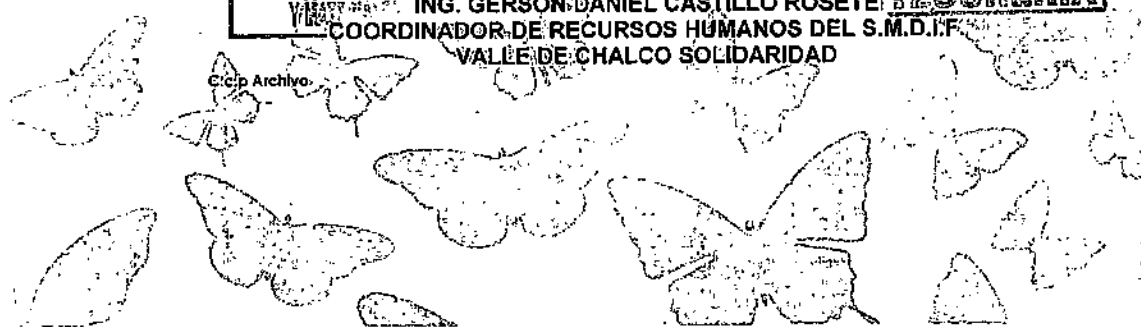 ING. GERSON DANIEL CASTILLO ROSETE
COORDINADOR DE RECURSOS HUMANOS DEL S.M.D.I.F.
VALLE DE CHALCO SOLIDARIDAD
C.c.p Archivo